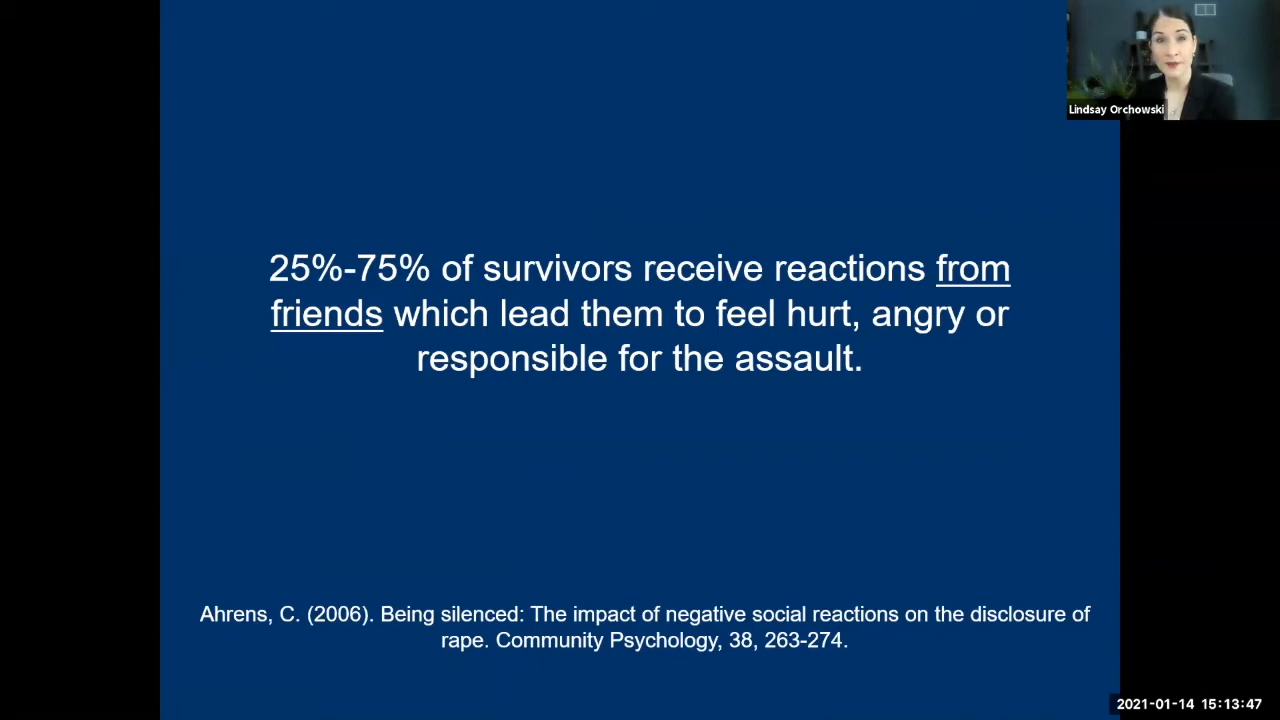 Lindsay Orchowski
25%-75% of survivors receive reactions from
friends which lead them to feel hurt, angry or
responsible for the assault.
Ahrens, C. (2006). Being silenced: The impact of negative social reactions on the disclosure of
rape. Community Psychology, 38, 263-274.
2021-01-14 15:13:47